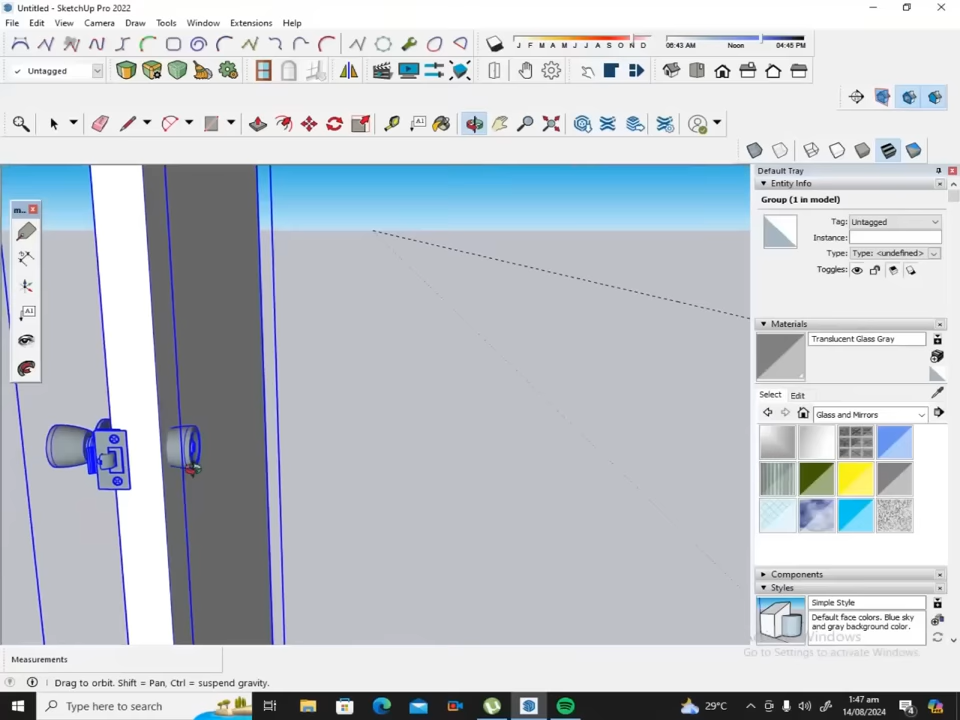 Untitled - SketchUp Pro 2022
File Edit View Camera Draw Tools Window Extensions Help
J F M A M J J A S O N D
06:43 AM Noon 04:45 PM
Untagged
Default Tray
Entity Info
Group (1 in model)
Tag: Untagged
Instance:
Type: Type: <undefined>
Toggles:
m...
A1
Materials
Translucent Glass Gray
Select Edit
Glass and Mirrors
Components
Styles
Simple Style
Default face colors. Blue sky
and gray background color.
Activate Windows
Go to Settings to activate Windows.
Measurements
Drag to orbit. Shift = Pan, Ctrl = suspend gravity.
Type here to search
29°C
1:47 am
14/08/2024
4